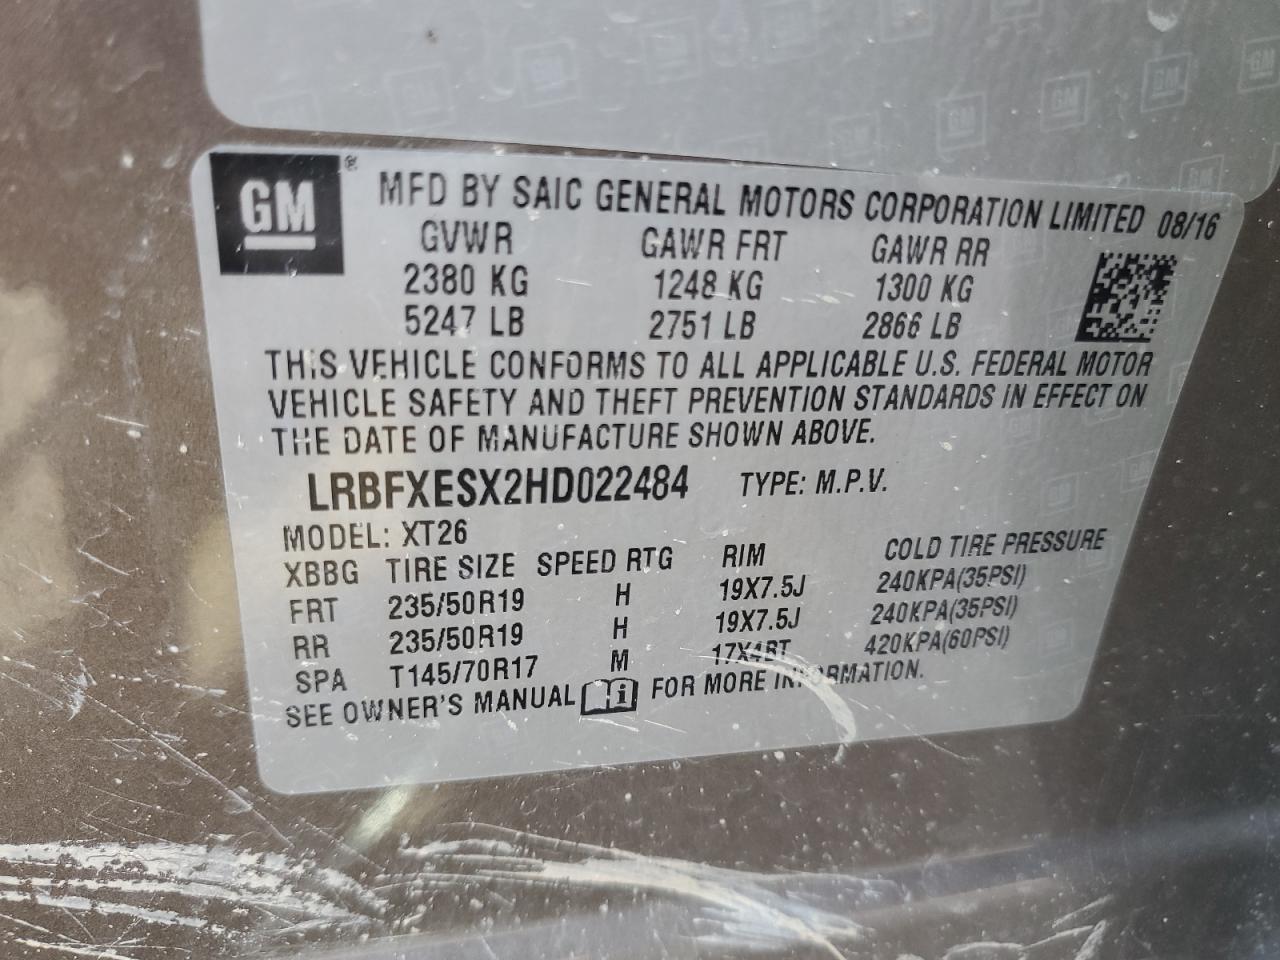 GM® MFD BY SAIC GENERAL MOTORS CORPORATION LIMITED 08/16
GVWR GAWR FRT GAWR RR
2380 KG 1248 KG 1300 KG
5247 LB 2751 LB 2866 LB
THIS VEHICLE CONFORMS TO ALL APPLICABLE U.S. FEDERAL MOTOR
VEHICLE SAFETY AND THEFT PREVENTION STANDARDS IN EFFECT ON
THE DATE OF MANUFACTURE SHOWN ABOVE.
LRBFXESX2HD022484 TYPE: M.P.V.
MODEL: XT26
XBBG TIRE SIZE SPEED RTG RIM COLD TIRE PRESSURE
FRT 235/50R19 H 19X7.5J 240KPA(35PSI)
RR 235/50R19 H 19X7.5J 240KPA(35PSI)
SPA T145/70R17 M 17X4BT 420KPA(60PSI)
SEE OWNER'S MANUAL i FOR MORE INFORMATION.